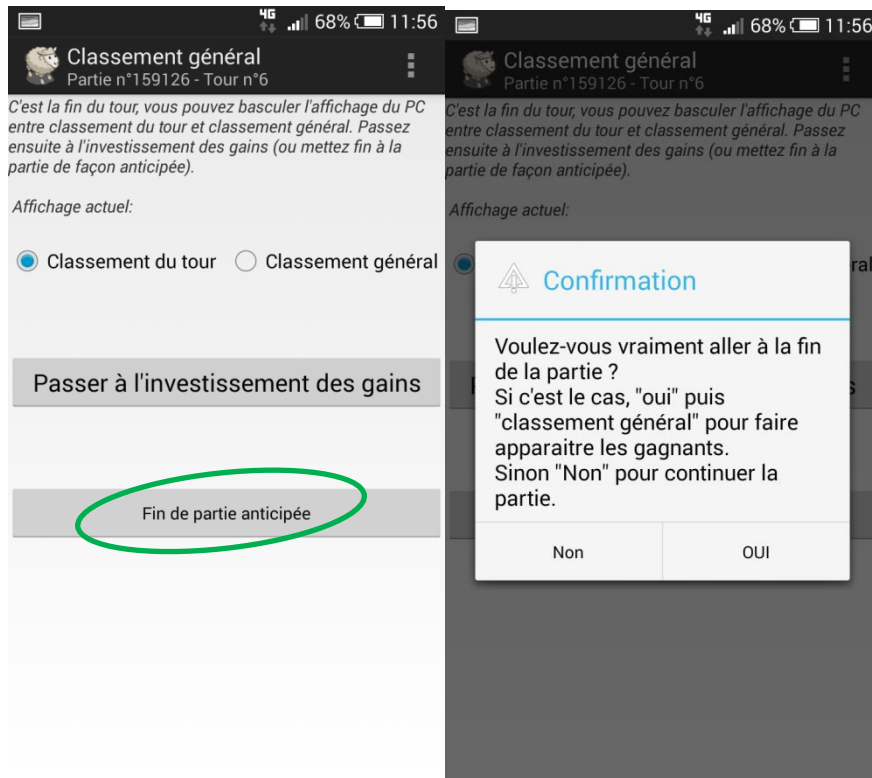 4G 68% 11:56
Classement général
Partie n°159126 - Tour n°6
C'est la fin du tour, vous pouvez basculer l'affichage du PC
entre classement du tour et classement général. Passez
ensuite à l'investissement des gains (ou mettez fin à la
partie de façon anticipée).
Affichage actuel:
Classement du tour Classement général
Passer à l'investissement des gains
Fin de partie anticipée
4G 68% 11:56
Classement général
Partie n°159126 - Tour n°6
C'est la fin du tour, vous pouvez basculer l'affichage du PC
entre classement du tour et classement général. Passez
ensuite à l'investissement des gains (ou mettez fin à la
partie de façon anticipée).
Affichage actuel:
Confirmation
Voulez-vous vraiment aller à la fin
de la partie ?
Si c'est le cas, "oui" puis
"classement général" pour faire
apparaitre les gagnants.
Sinon "Non" pour continuer la
partie.
Non OUI